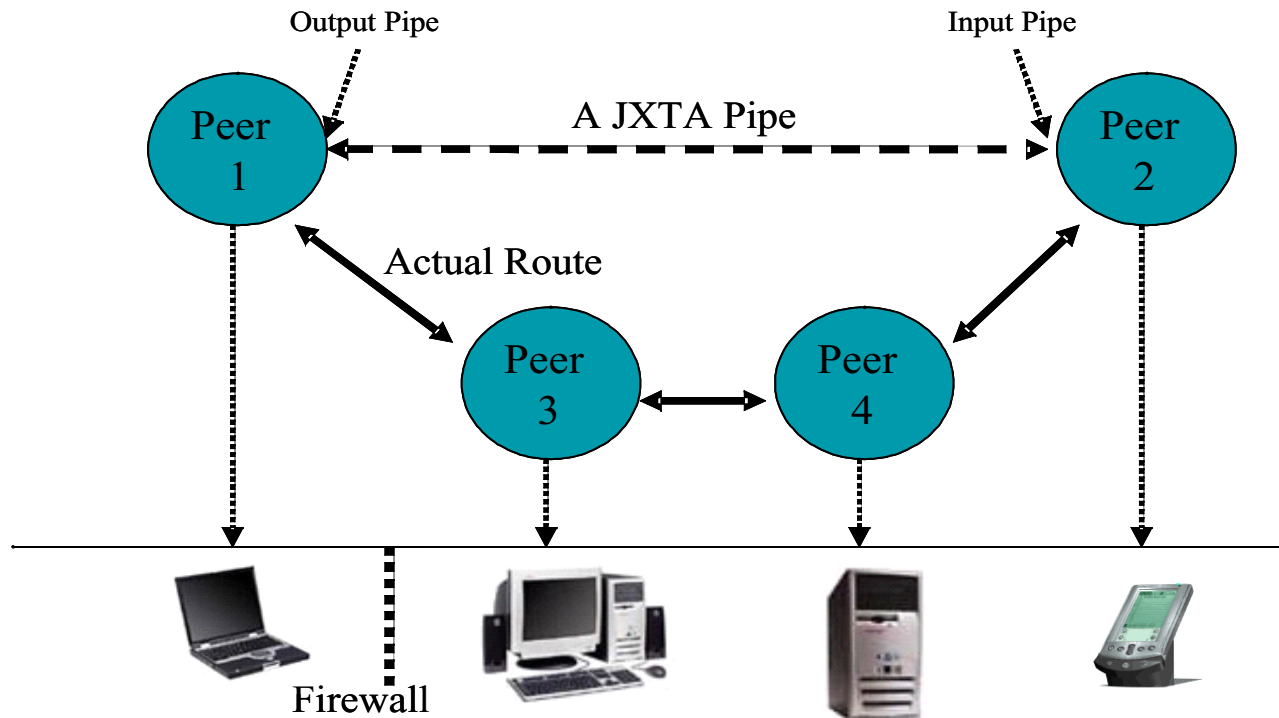 Output Pipe
Input Pipe
A JXTA Pipe
Peer
1
Peer
2
Actual Route
Peer
3
Peer
4
Firewall